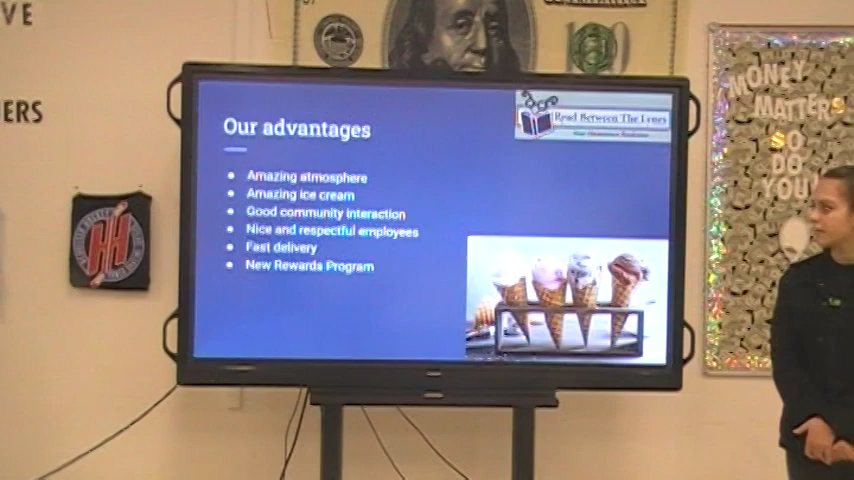 VE
ERS
Our advantages
Read Between The Lines
Amazing atmosphere
Amazing ice cream
Good community interaction
Nice and respectful employees
Fast delivery
New Rewards Program
MONEY
MATTERS
SO
DO
YOU!